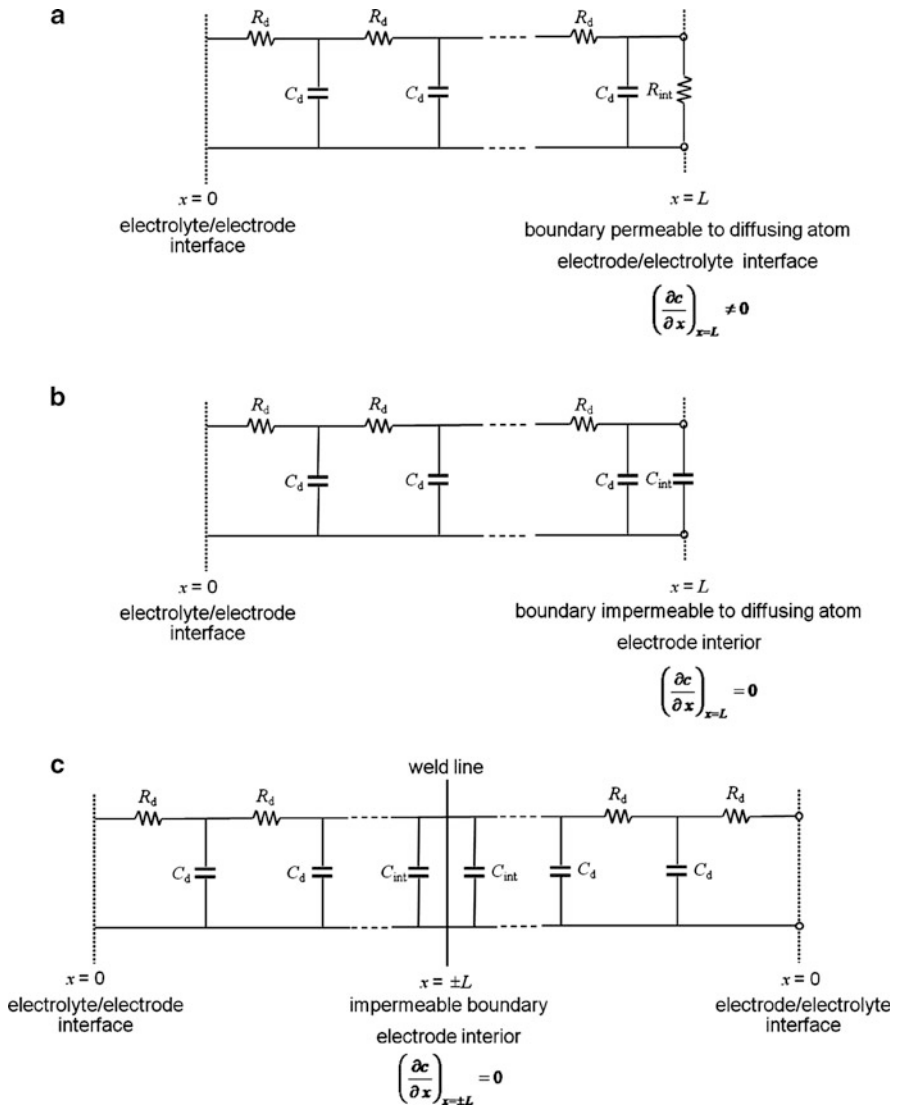 a
R_d R_d R_d
C_d C_d C_d R_int
x = 0 x = L
electrolyte/electrode boundary permeable to diffusing atom
interface electrode/electrolyte interface
(∂c/∂x)_{x=L} ≠ 0
b
R_d R_d R_d
C_d C_d C_d C_int
x = 0 x = L
electrolyte/electrode boundary impermeable to diffusing atom
interface electrode interior
(∂c/∂x)_{x=L} = 0
c
weld line
R_d R_d R_d R_d
C_d C_d C_int C_int C_d C_d
x = 0 x = ±L x = 0
electrolyte/electrode impermeable boundary electrode/electrolyte
interface electrode interior interface
(∂c/∂x)_{x=±L} = 0